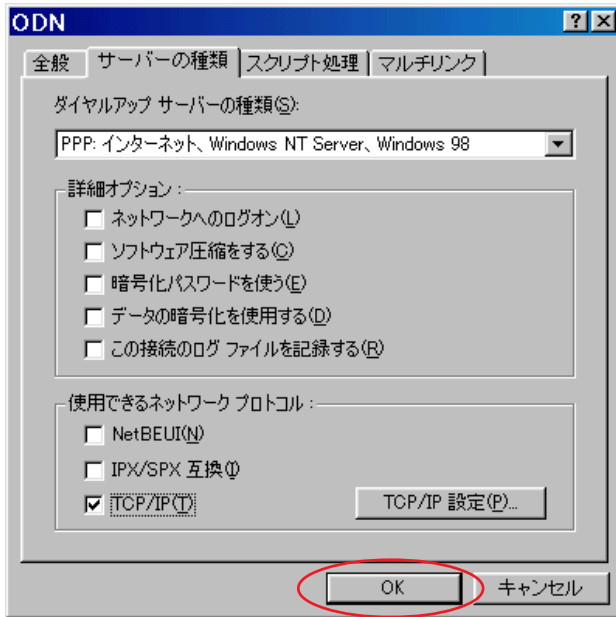 ODN
全般 サーバーの種類 スクリプト処理 マルチリンク
ダイヤルアップ サーバーの種類(S):
PPP: インターネット、Windows NT Server、Windows 98
詳細オプション:
ネットワークへのログオン(L)
ソフトウェア圧縮をする(C)
暗号化パスワードを使う(E)
データの暗号化を使用する(D)
この接続のログ ファイルを記録する(R)
使用できるネットワーク プロトコル:
NetBEUI(N)
IPX/SPX 互換(I)
TCP/IP(T) TCP/IP 設定(P)...
OK キャンセル